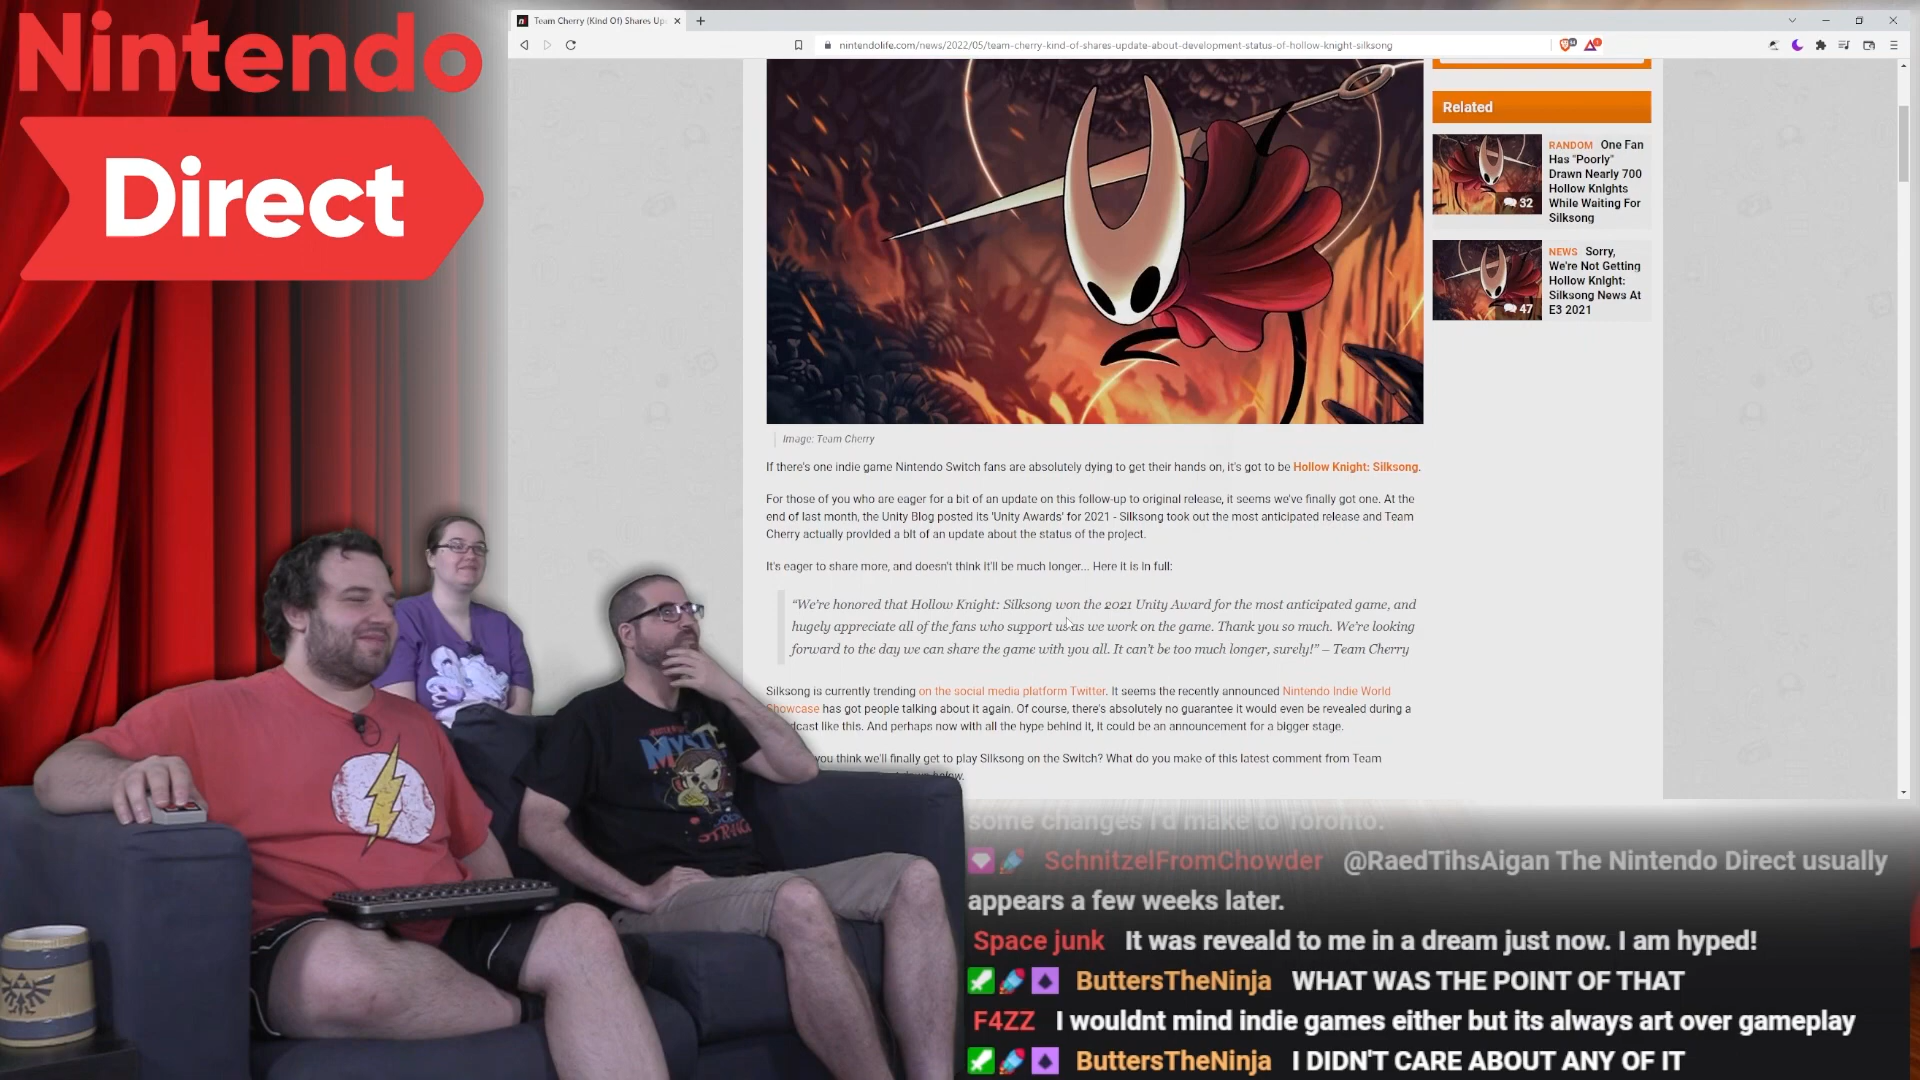 Nintendo
Direct
Team Cherry (Kind Of) Shares Up
nintendolife.com/news/2022/05/team-cherry-kind-of-shares-update-about-development-status-of-hollow-knight-silksong
Image: Team Cherry
If there's one indie game Nintendo Switch fans are absolutely dying to get their hands on, it's got to be Hollow Knight: Silksong.
For those of you who are eager for a bit of an update on this follow-up to original release, it seems we've finally got one. At the
end of last month, the Unity Blog posted its 'Unity Awards' for 2021 - Silksong took out the most anticipated release and Team
Cherry actually provided a bit of an update about the status of the project.
It's eager to share more, and doesn't think it'll be much longer... Here it is in full:
"We're honored that Hollow Knight: Silksong won the 2021 Unity Award for the most anticipated game, and
hugely appreciate all of the fans who support us as we work on the game. Thank you so much. We're looking
forward to the day we can share the game with you all. It can't be too much longer, surely!" – Team Cherry
Silksong is currently trending on the social media platform Twitter. It seems the recently announced Nintendo Indie World
Showcase has got people talking about it again. Of course, there's absolutely no guarantee it would even be revealed during a
dcast like this. And perhaps now with all the hype behind it, it could be an announcement for a bigger stage.
you think we'll finally get to play Silksong on the Switch? What do you make of this latest comment from Team
below.
Related
RANDOM One Fan
Has "Poorly"
Drawn Nearly 700
Hollow Knights
While Waiting For
Silksong
32
NEWS Sorry,
We're Not Getting
Hollow Knight:
Silksong News At
E3 2021
47
some changes I'd make to Toronto.
SchnitzelFromChowder @RaedTihsAigan The Nintendo Direct usually
appears a few weeks later.
Space junk It was reveald to me in a dream just now. I am hyped!
ButtersTheNinja WHAT WAS THE POINT OF THAT
F4ZZ I wouldnt mind indie games either but its always art over gameplay
ButtersTheNinja I DIDN'T CARE ABOUT ANY OF IT